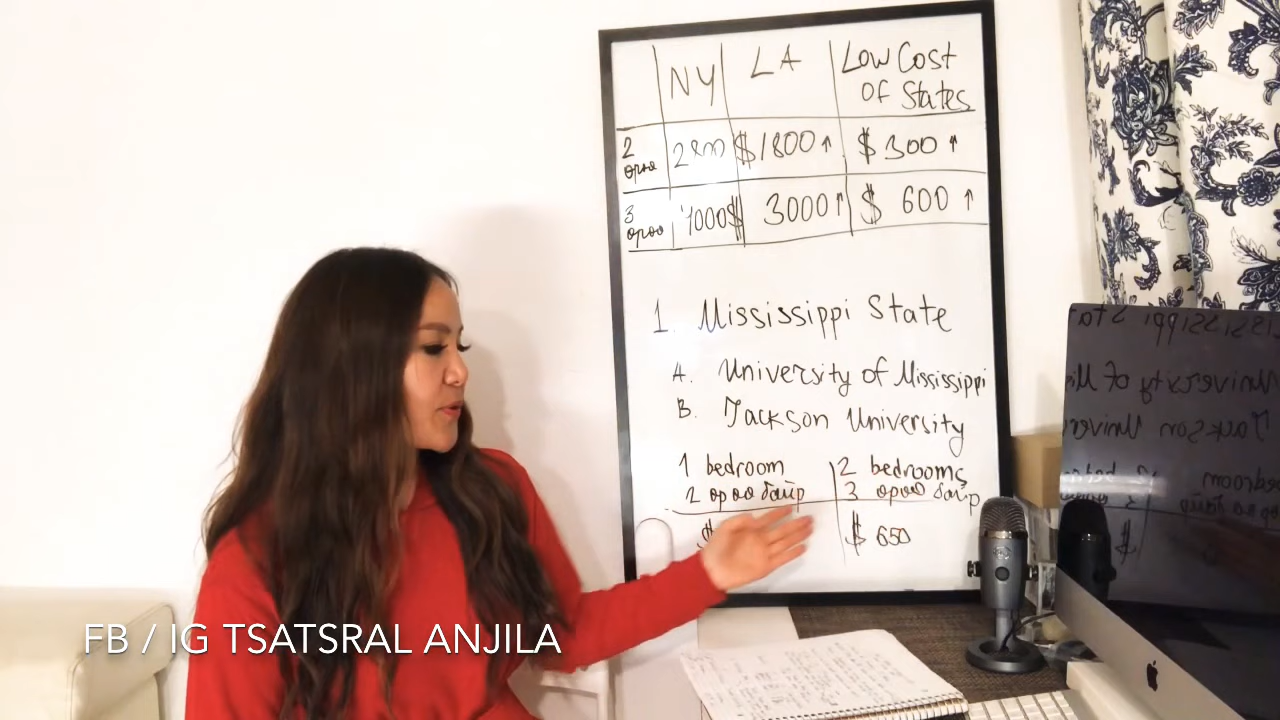 NY LA Low Cost Of States
2 өрөө 2800 $1800↑ $300↑
3 өрөө 1000$ 3000↑ $600↑
1. Mississippi State
A. University of Mississippi
B. Jackson University
1 bedroom 2 bedrooms
2 өрөө байр 3 өрөө байр
$ $650
FB / IG TSATSRAL ANJILA